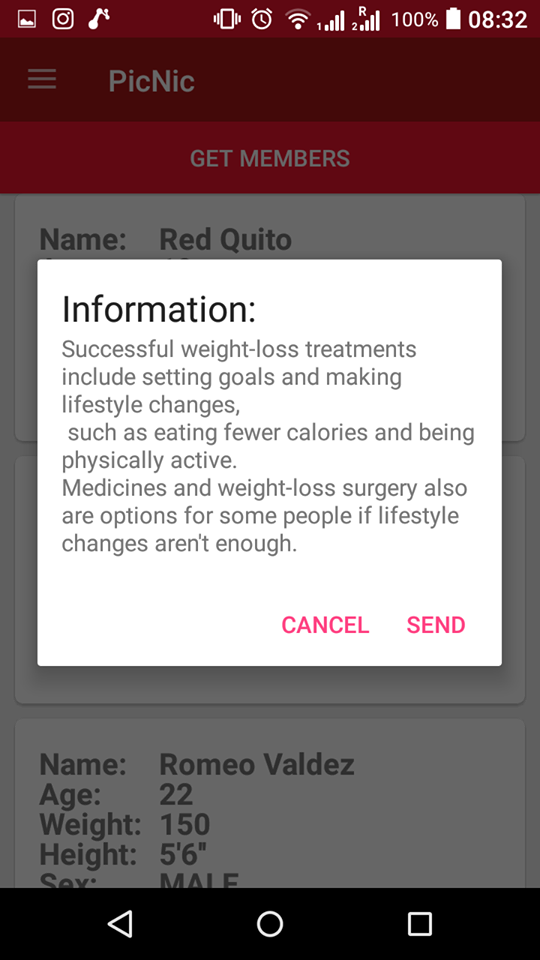 1 2 R 100% 08:32
PicNic
GET MEMBERS
Name: Red Quito
Information:
Successful weight-loss treatments
include setting goals and making
lifestyle changes,
such as eating fewer calories and being
physically active.
Medicines and weight-loss surgery also
are options for some people if lifestyle
changes aren't enough.
CANCEL SEND
Name: Romeo Valdez
Age: 22
Weight: 150
Height: 5'6"
Sex: MALE